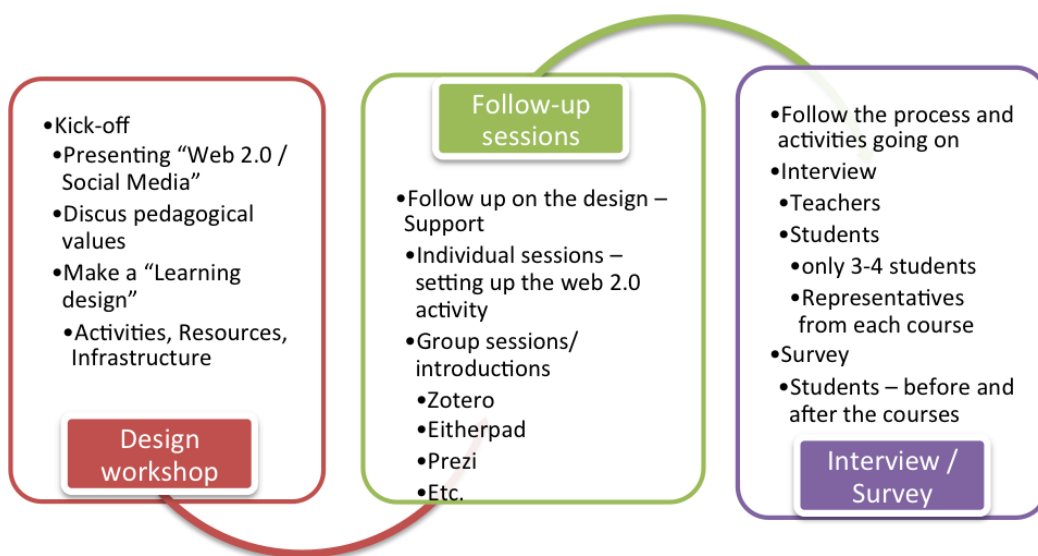 •Kick-off
•Presenting “Web 2.0 /
Social Media”
•Discus pedagogical
values
•Make a “Learning
design”
•Activities, Resources,
Infrastructure
Design
workshop
Follow-up
sessions
•Follow up on the design –
Support
•Individual sessions –
setting up the web 2.0
activity
•Group sessions/
introductions
•Zotero
•Eitherpad
•Prezi
•Etc.
•Follow the process and
activities going on
•Interview
•Teachers
•Students
•only 3-4 students
•Representatives
from each course
•Survey
•Students – before and
after the courses
Interview /
Survey